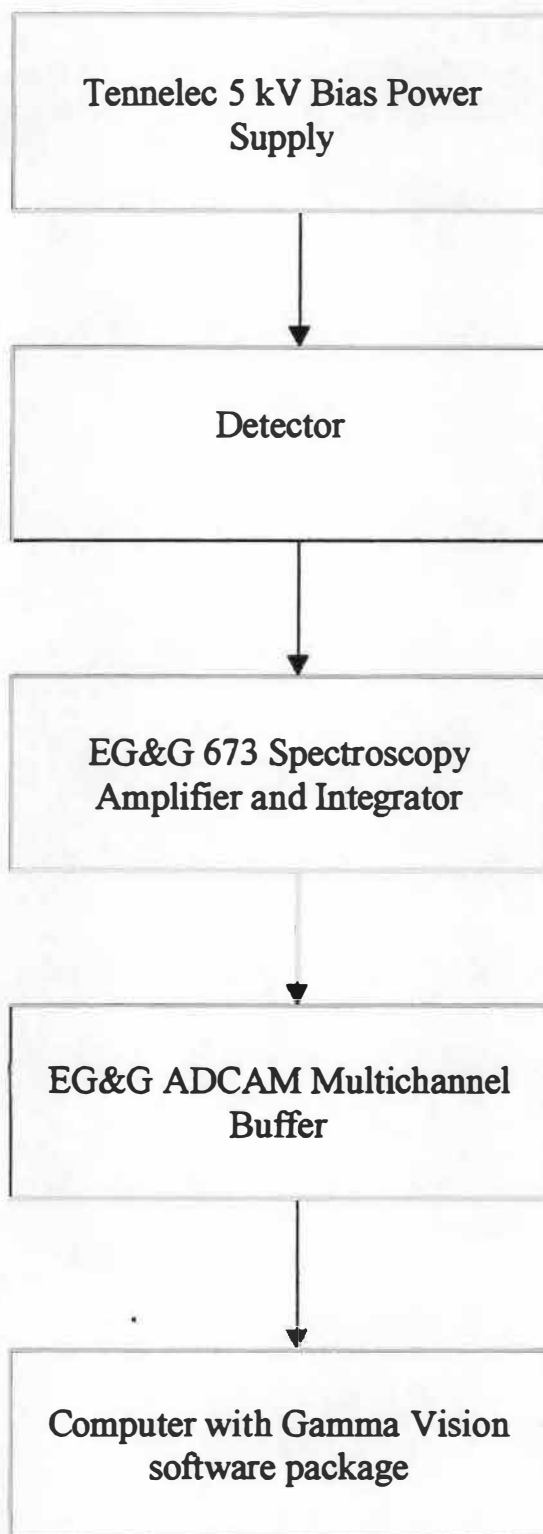 Tennelec 5 kV Bias Power
Supply
Detector
EG&G 673 Spectroscopy
Amplifier and Integrator
EG&G ADCAM Multichannel
Buffer
Computer with Gamma Vision
software package